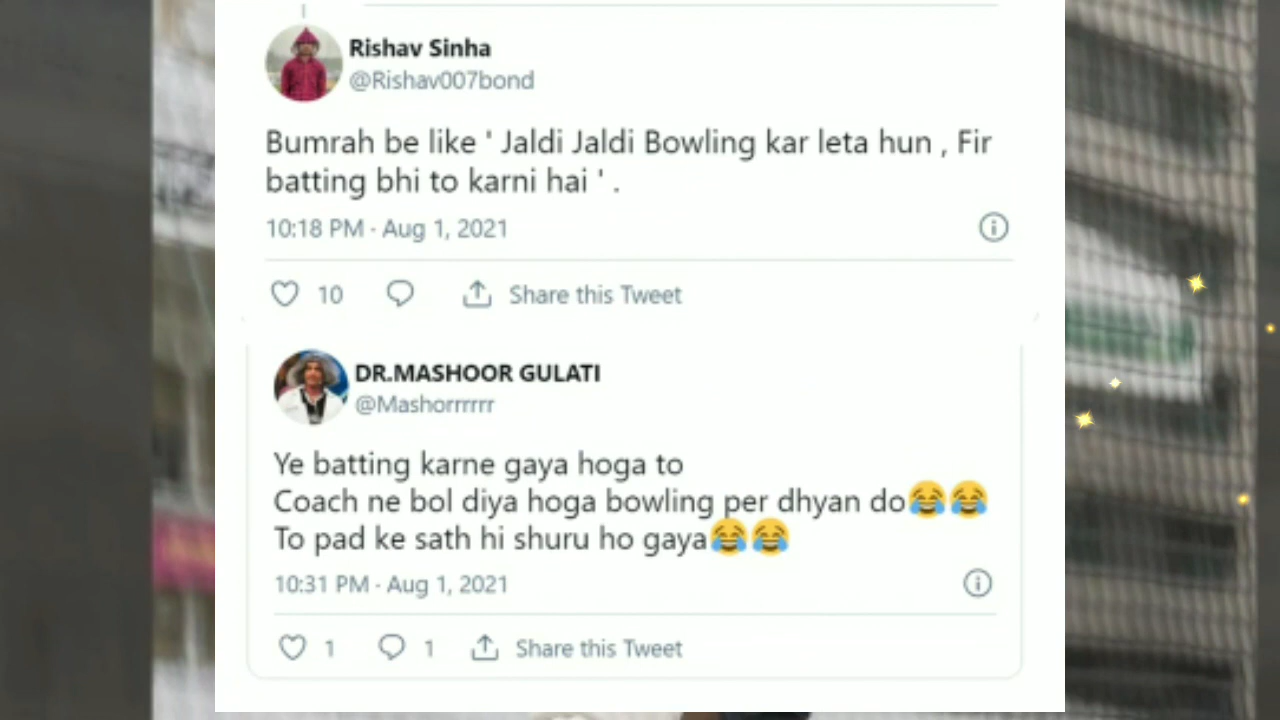 Rishav Sinha
@Rishav007bond
Bumrah be like ' Jaldi Jaldi Bowling kar leta hun , Fir
batting bhi to karni hai ' .
10:18 PM · Aug 1, 2021
10 Share this Tweet
DR.MASHOOR GULATI
@Mashorrrrrr
Ye batting karne gaya hoga to
Coach ne bol diya hoga bowling per dhyan do😂😂
To pad ke sath hi shuru ho gaya😂😂
10:31 PM · Aug 1, 2021
1 1 Share this Tweet